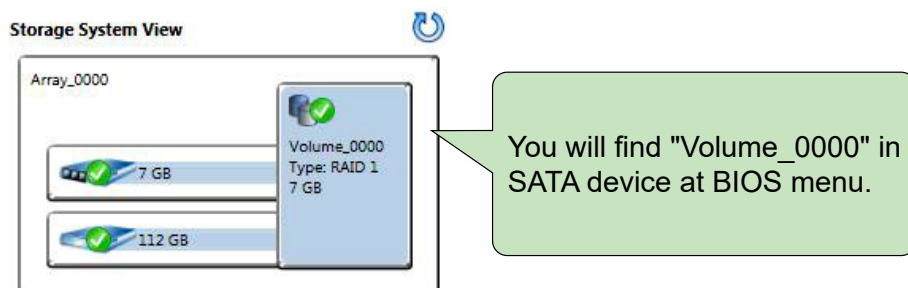 Storage System View
Array_0000
Volume_0000
Type: RAID 1
7 GB
7 GB
112 GB
You will find "Volume_0000" in
SATA device at BIOS menu.